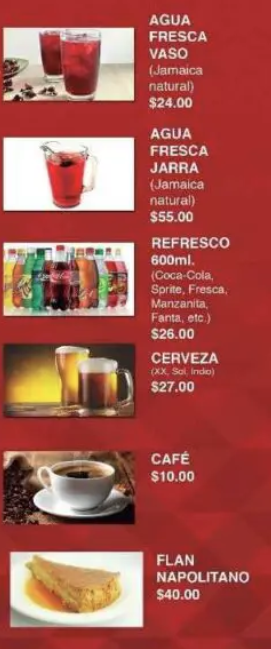 AGUA
FRESCA
VASO
(Jamaica
natural)
$24.00
AGUA
FRESCA
JARRA
(Jamaica
natural)
$55.00
REFRESCO
600ml.
(Coca-Cola,
Sprite, Fresca,
Manzanita,
Fanta, etc.)
$26.00
CERVEZA
(XX, Sol, Indio)
$27.00
CAFÉ
$10.00
FLAN
NAPOLITANO
$40.00